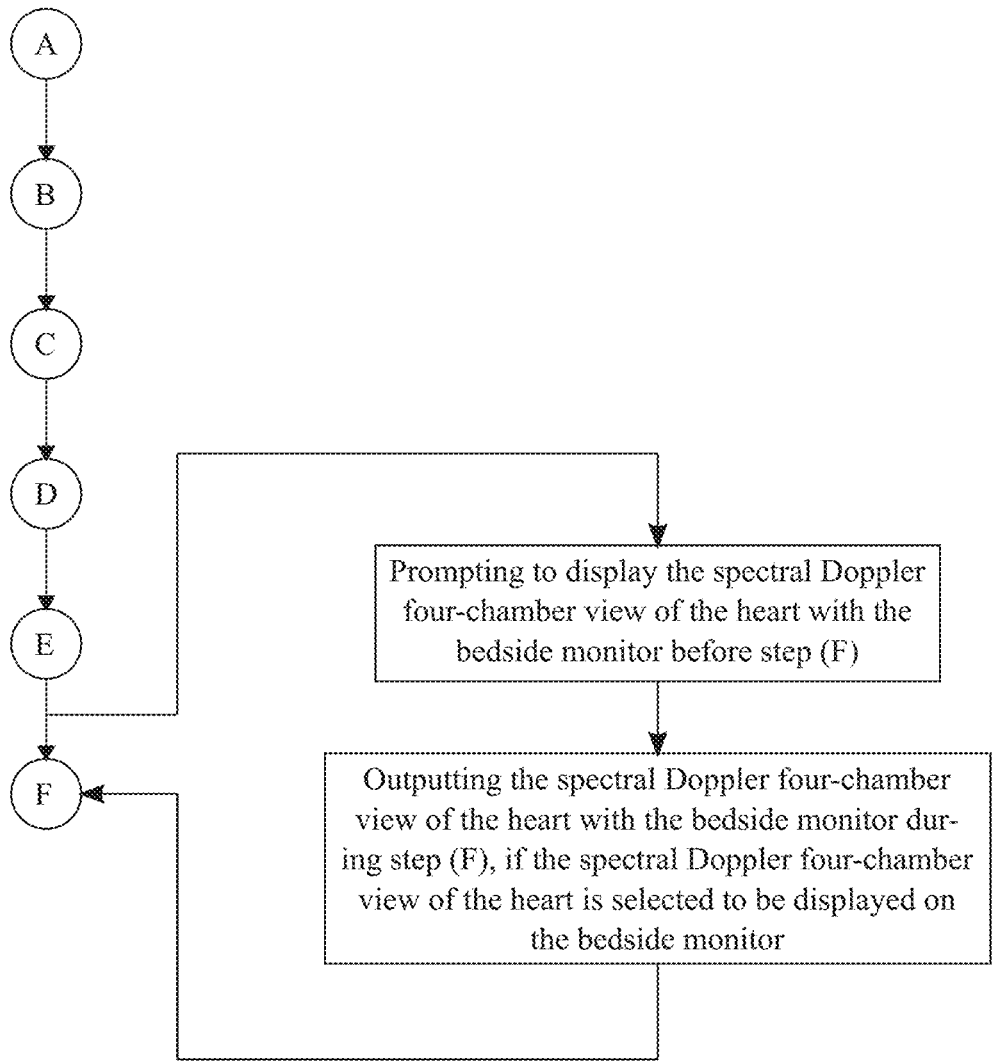 A
B
C
D
E
F
Prompting to display the spectral Doppler
four-chamber view of the heart with the
bedside monitor before step (F)
Outputting the spectral Doppler four-chamber
view of the heart with the bedside monitor dur-
ing step (F), if the spectral Doppler four-chamber
view of the heart is selected to be displayed on
the bedside monitor